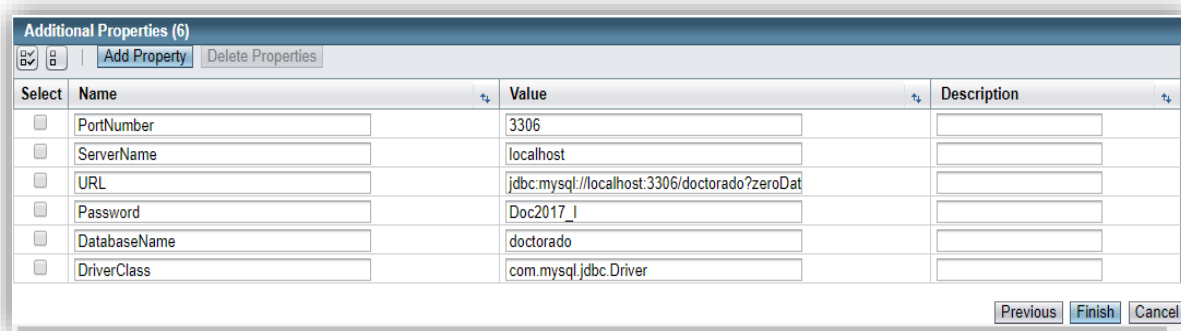 Additional Properties (6)
Add Property Delete Properties
Select Name Value Description
PortNumber 3306
ServerName localhost
URL jdbc:mysql://localhost:3306/doctorado?zeroDat
Password Doc2017_I
DatabaseName doctorado
DriverClass com.mysql.jdbc.Driver
Previous Finish Cancel